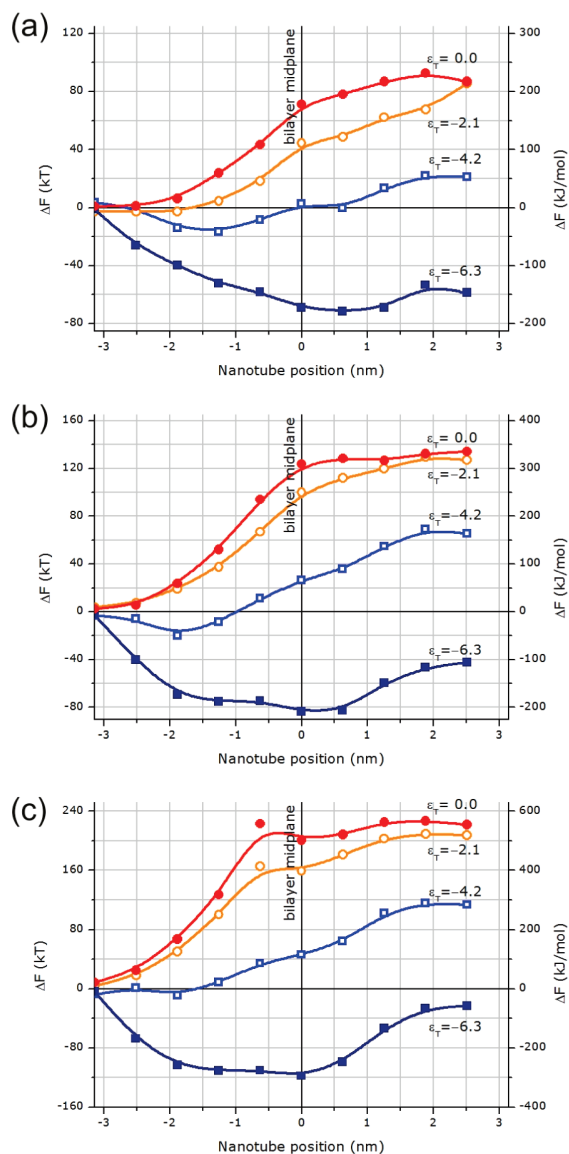 (a)
120
80
40
0
-40
-80
ΔF (kT)
300
200
100
0
-100
-200
ΔF (kJ/mol)
bilayer midplane
εT= 0.0
εT=−2.1
εT=−4.2
εT=−6.3
-3 -2 -1 0 1 2 3
Nanotube position (nm)
(b)
160
120
80
40
0
-40
-80
ΔF (kT)
400
300
200
100
0
-100
-200
ΔF (kJ/mol)
bilayer midplane
εT= 0.0
εT=−2.1
εT=−4.2
εT=−6.3
-3 -2 -1 0 1 2 3
Nanotube position (nm)
(c)
240
160
80
0
-80
-160
ΔF (kT)
600
500
400
300
200
100
0
-100
-200
-300
-400
ΔF (kJ/mol)
bilayer midplane
εT= 0.0
εT=−2.1
εT=−4.2
εT=−6.3
-3 -2 -1 0 1 2 3
Nanotube position (nm)